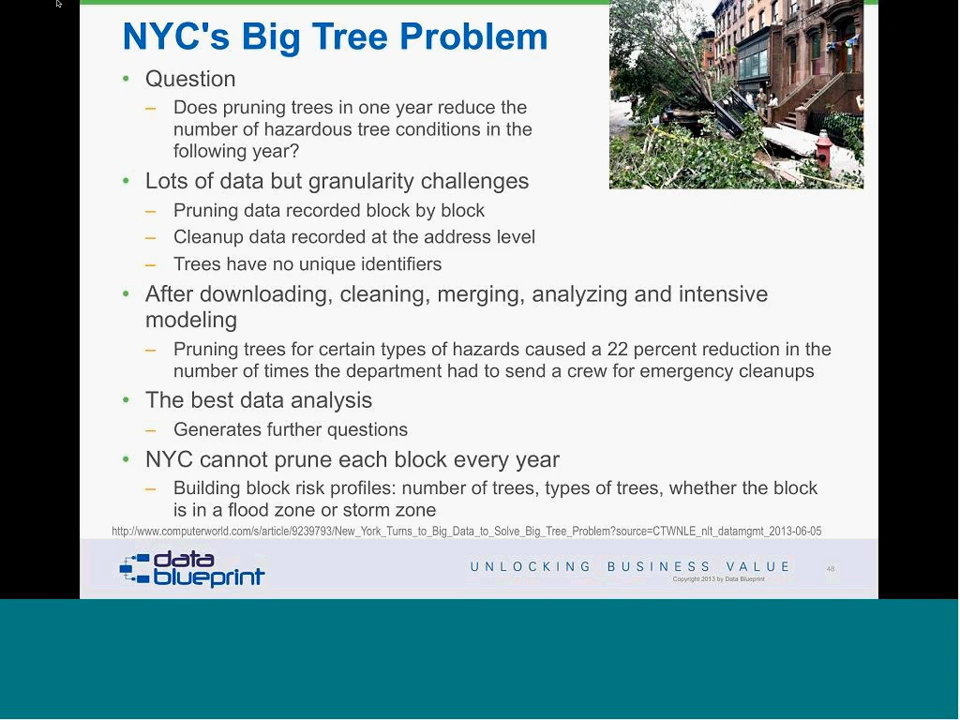 NYC's Big Tree Problem
• Question
– Does pruning trees in one year reduce the
number of hazardous tree conditions in the
following year?
• Lots of data but granularity challenges
– Pruning data recorded block by block
– Cleanup data recorded at the address level
– Trees have no unique identifiers
• After downloading, cleaning, merging, analyzing and intensive
modeling
– Pruning trees for certain types of hazards caused a 22 percent reduction in the
number of times the department had to send a crew for emergency cleanups
• The best data analysis
– Generates further questions
• NYC cannot prune each block every year
– Building block risk profiles: number of trees, types of trees, whether the block
is in a flood zone or storm zone
http://www.computerworld.com/s/article/9239793/New_York_Turns_to_Big_Data_to_Solve_Big_Tree_Problem?source=CTWNLE_nlt_datamgmt_2013-06-05
data
blueprint
UNLOCKING BUSINESS VALUE
Copyright 2013 by Data Blueprint
48